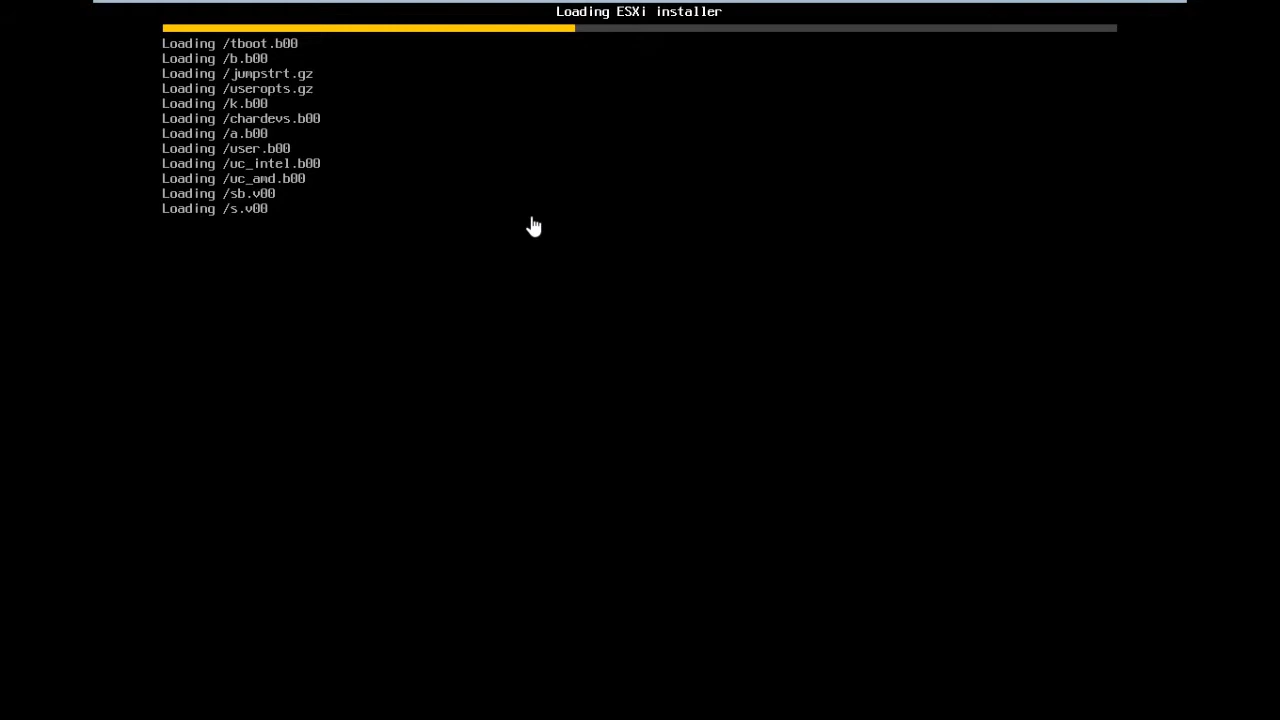 Loading ESXi installer
Loading /tboot.b00
Loading /b.b00
Loading /jumpstrt.gz
Loading /useropts.gz
Loading /k.b00
Loading /chardevs.b00
Loading /a.b00
Loading /user.b00
Loading /uc_intel.b00
Loading /uc_amd.b00
Loading /sb.v00
Loading /s.v00